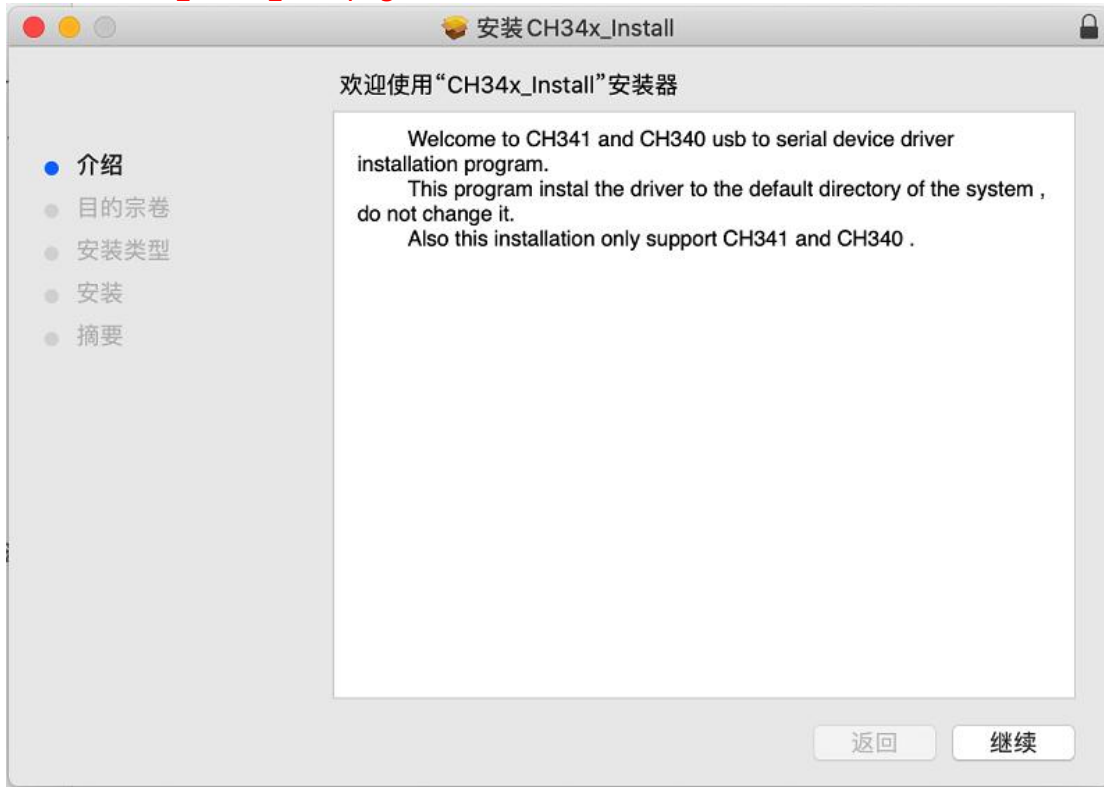 安装CH34x_Install
欢迎使用“CH34x_Install”安装器
介绍
目的宗卷
安装类型
安装
摘要
Welcome to CH341 and CH340 usb to serial device driver
installation program.
This program instal the driver to the default directory of the system ,
do not change it.
Also this installation only support CH341 and CH340 .
返回
继续